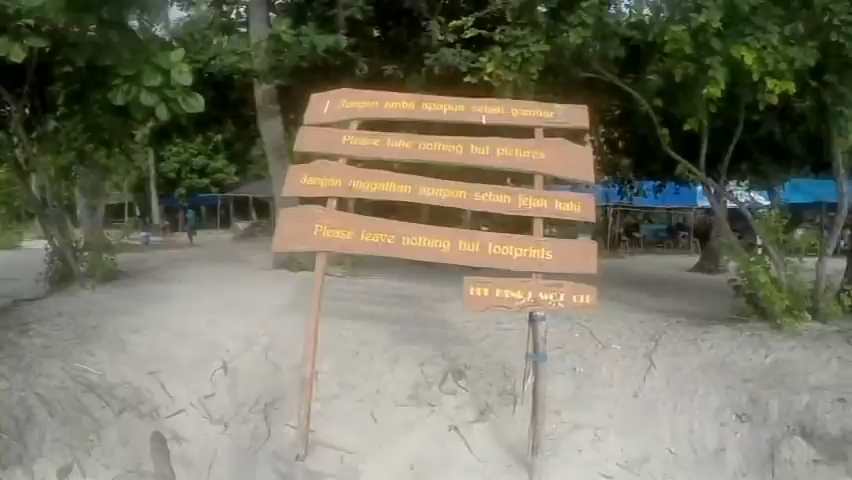 Jangan ambil apapun selain gambar
Please take nothing but pictures
Jangan tinggalkan apapun selain jejak kaki
Please leave nothing but footprints